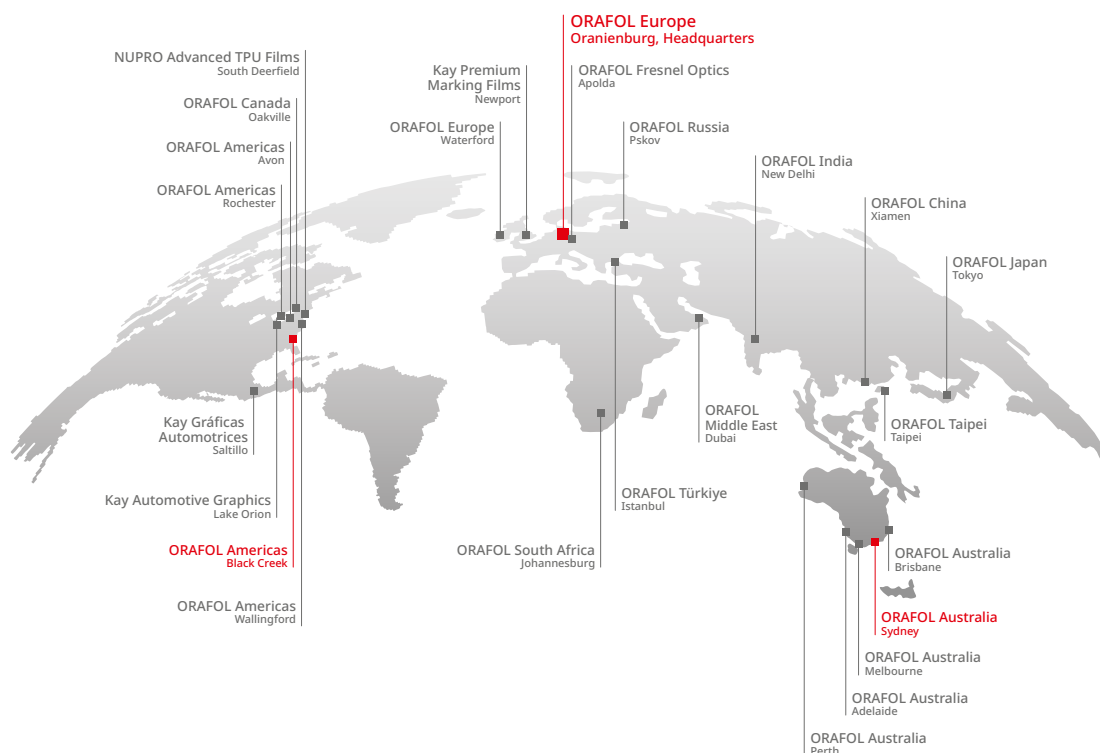 ORAFOL Europe
Oranienburg, Headquarters
NUPRO Advanced TPU Films
South Deerfield
Kay Premium
Marking Films
Newport
ORAFOL Fresnel Optics
Apolda
ORAFOL Canada
Oakville
ORAFOL Europe
Waterford
ORAFOL Russia
Pskov
ORAFOL Americas
Avon
ORAFOL India
New Delhi
ORAFOL Americas
Rochester
ORAFOL China
Xiamen
ORAFOL Japan
Tokyo
Kay Gráficas
Automotrices
Saltillo
ORAFOL
Middle East
Dubai
ORAFOL Taipei
Taipei
Kay Automotive Graphics
Lake Orion
ORAFOL Türkiye
Istanbul
ORAFOL Americas
Black Creek
ORAFOL South Africa
Johannesburg
ORAFOL Australia
Brisbane
ORAFOL Americas
Wallingford
ORAFOL Australia
Sydney
ORAFOL Australia
Melbourne
ORAFOL Australia
Adelaide
ORAFOL Australia
Perth